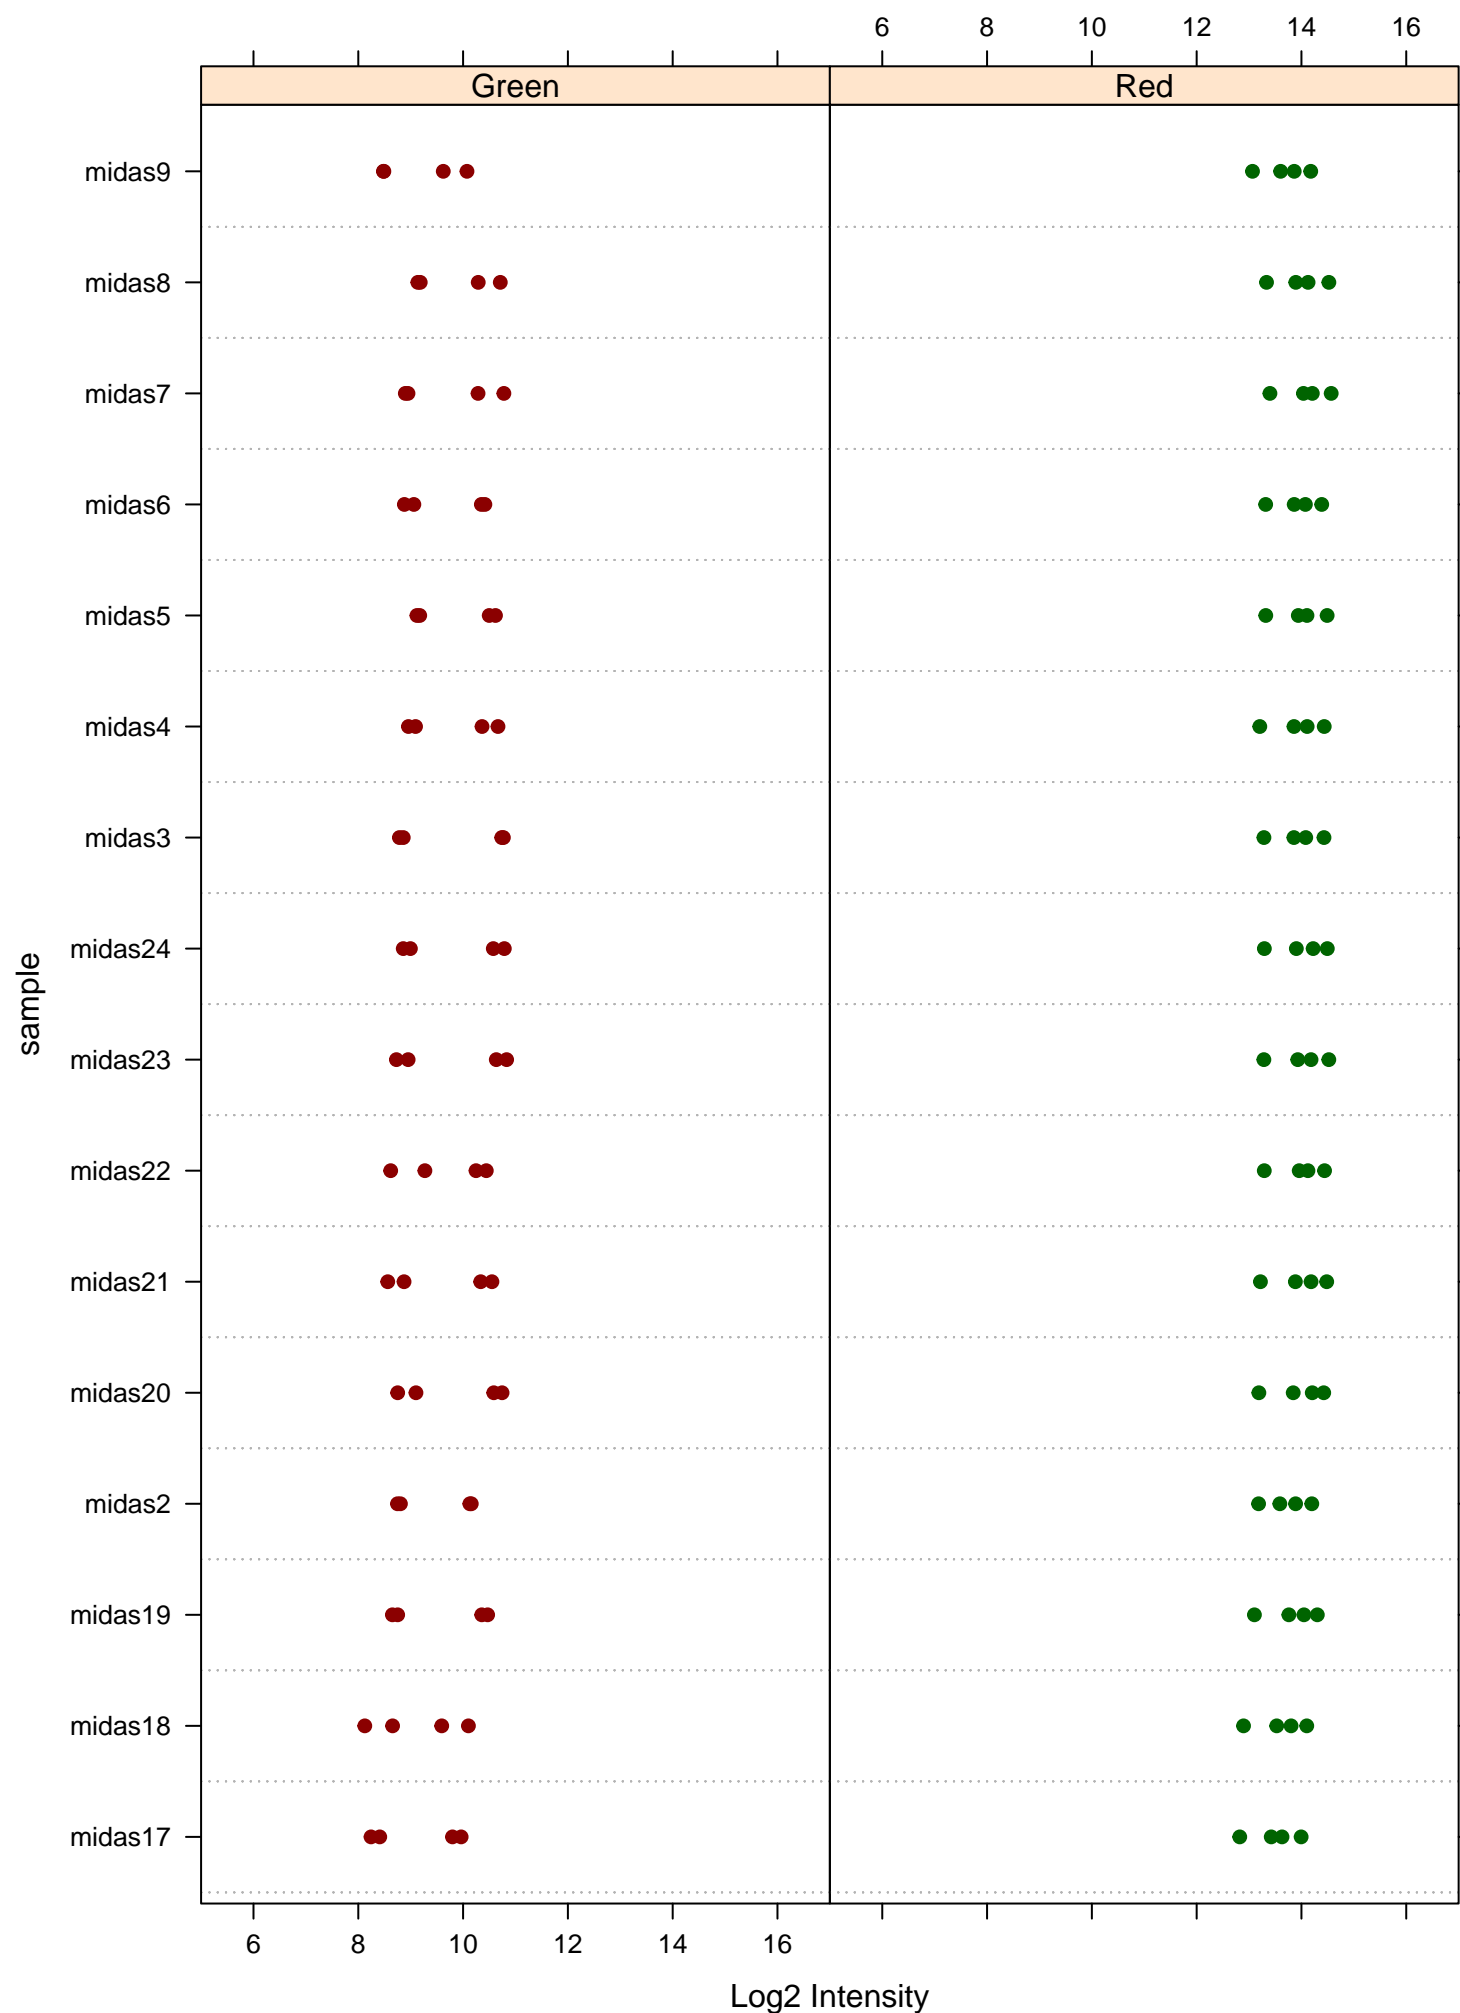 6 8 10 12 14 16
Green Red
midas9
midas8
midas7
midas6
midas5
midas4
midas3
midas24
midas23
midas22
midas21
midas20
midas2
midas19
midas18
midas17
sample
6 8 10 12 14 16
Log2 Intensity